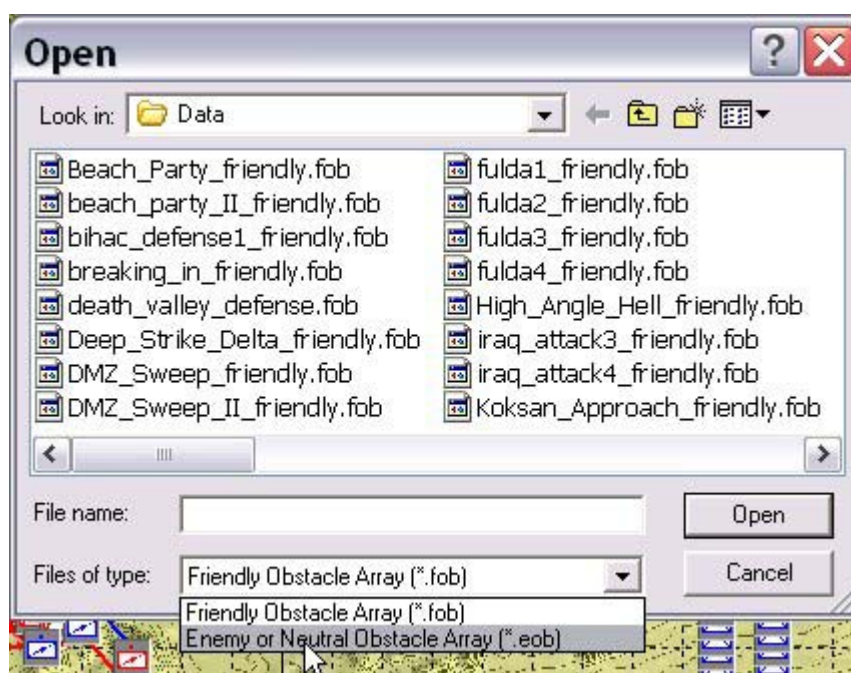 Open
Look in: Data
Beach_Party_friendly.fob
beach_party_II_friendly.fob
bihac_defense1_friendly.fob
breaking_in_friendly.fob
death_valley_defense.fob
Deep_Strike_Delta_friendly.fob
DMZ_Sweep_friendly.fob
DMZ_Sweep_II_friendly.fob
fulda1_friendly.fob
fulda2_friendly.fob
fulda3_friendly.fob
fulda4_friendly.fob
High_Angle_Hell_friendly.fob
iraq_attack3_friendly.fob
iraq_attack4_friendly.fob
Koksan_Approach_friendly.fob
File name:
Open
Files of type: Friendly Obstacle Array (*.fob)
Cancel
Friendly Obstacle Array (*.fob)
Enemy or Neutral Obstacle Array (*.eob)